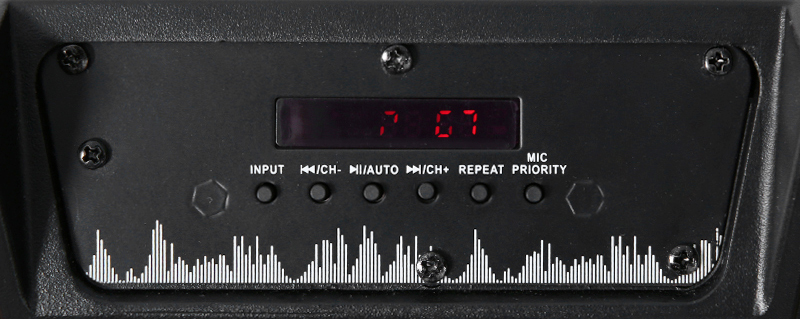 7 67
MIC
INPUT ⏮/CH- ⏯/AUTO ⏭/CH+ REPEAT PRIORITY